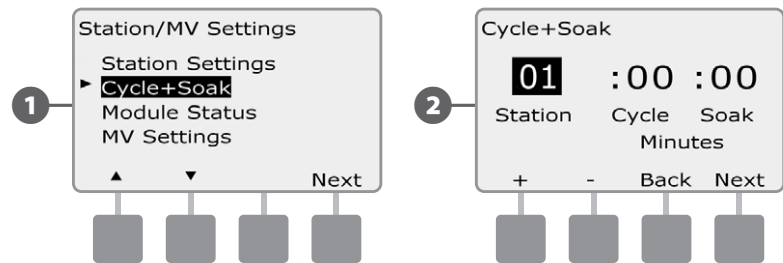 1
Station/MV Settings
Station Settings
Cycle+Soak
Module Status
MV Settings
Next
2
Cycle+Soak
01 :00 :00
Station Cycle Soak
Minutes
+ - Back Next